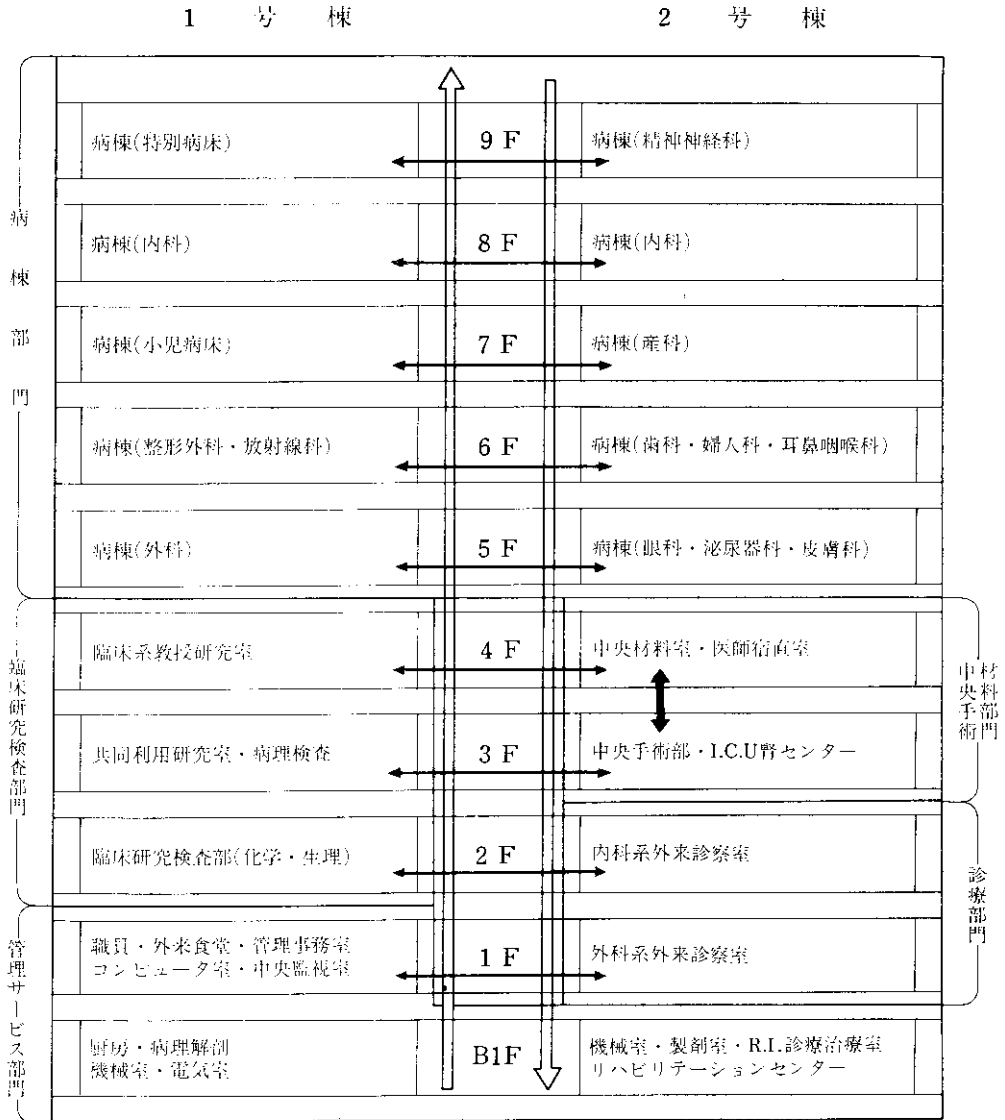 1号棟
2号棟
病棟部門
病棟(特別病床)
9F
病棟(精神神経科)
病棟(内科)
8F
病棟(内科)
病棟(小児病床)
7F
病棟(産科)
病棟(整形外科・放射線科)
6F
病棟(歯科・婦人科・耳鼻咽喉科)
病棟(外科)
5F
病棟(眼科・泌尿器科・皮膚科)
臨床研究検査部門
臨床系教授研究室
4F
中央材料室・医師宿直室
中央手術
材料部門
共同利用研究室・病理検査
3F
中央手術部・I.C.U腎センター
臨床研究検査部(化学・生理)
2F
内科系外来診察室
診療部門
管理サービス部門
職員・外来食堂・管理事務室
コンピュータ室・中央監視室
1F
外科系外来診察室
厨房・病理解剖
機械室・電気室
B1F
機械室・製剤室・R.I.診療治療室
リハビリテーションセンター